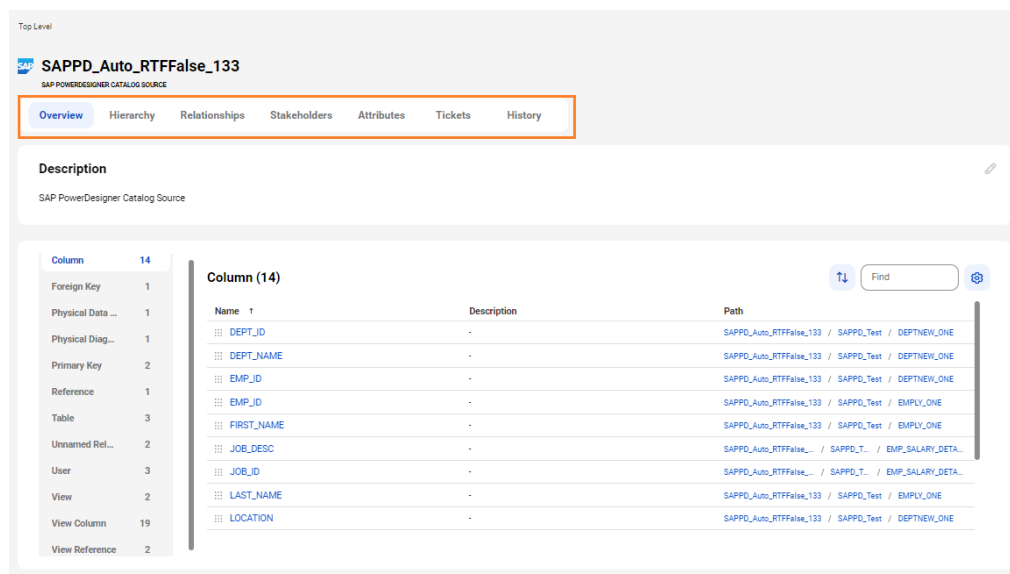 Top Level
SAP SAPPD_Auto_RTFFalse_133
SAP POWERDESIGNER CATALOG SOURCE
Overview Hierarchy Relationships Stakeholders Attributes Tickets History
Description
SAP PowerDesigner Catalog Source
Column 14
Foreign Key 1
Physical Data ... 1
Physical Diag... 1
Primary Key 2
Reference 1
Table 3
Unnamed Rel... 2
User 3
View 2
View Column 19
View Reference 2
Column (14) Find
Name ↑ Description Path
DEPT_ID - SAPPD_Auto_RTFFalse_133 / SAPPD_Test / DEPTNEW_ONE
DEPT_NAME - SAPPD_Auto_RTFFalse_133 / SAPPD_Test / DEPTNEW_ONE
EMP_ID - SAPPD_Auto_RTFFalse_133 / SAPPD_Test / DEPTNEW_ONE
EMP_ID - SAPPD_Auto_RTFFalse_133 / SAPPD_Test / EMPLY_ONE
FIRST_NAME - SAPPD_Auto_RTFFalse_133 / SAPPD_Test / EMPLY_ONE
JOB_DESC - SAPPD_Auto_RTFFalse_... / SAPPD_T... / EMP_SALARY_DETA...
JOB_ID - SAPPD_Auto_RTFFalse_... / SAPPD_T... / EMP_SALARY_DETA...
LAST_NAME - SAPPD_Auto_RTFFalse_133 / SAPPD_Test / EMPLY_ONE
LOCATION - SAPPD_Auto_RTFFalse_133 / SAPPD_Test / DEPTNEW_ONE